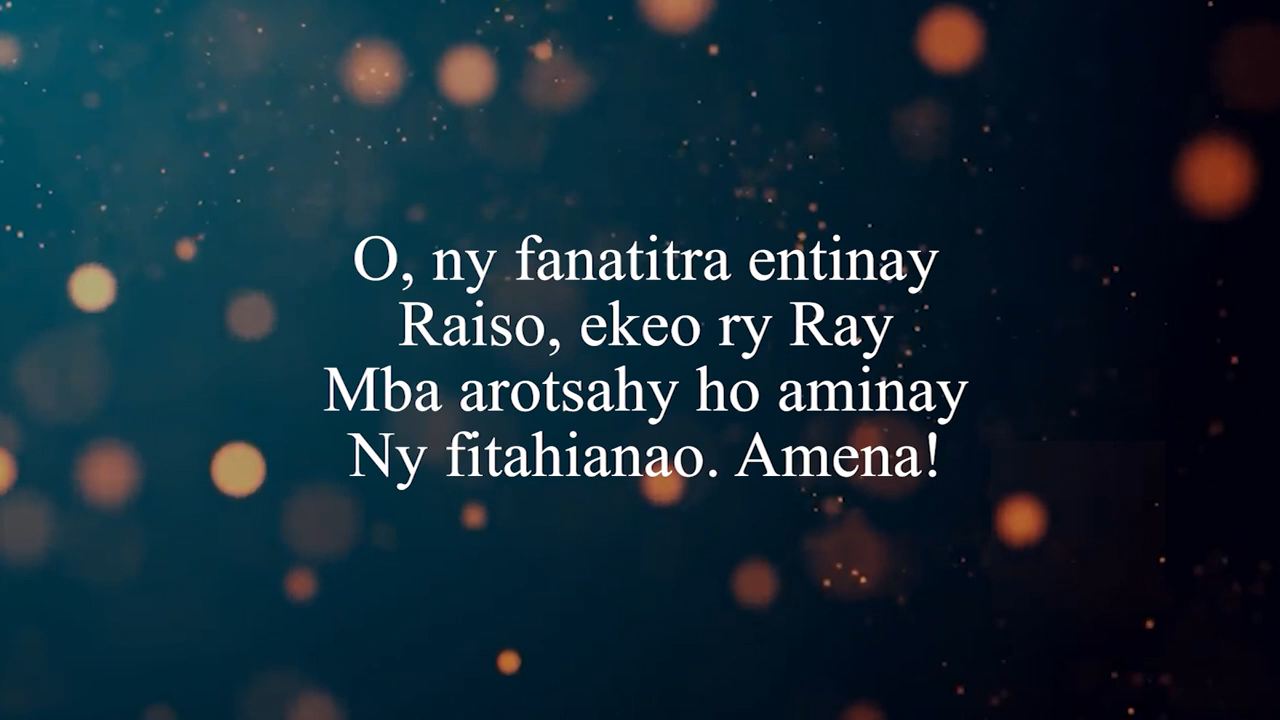 O, ny fanatitra entinay
Raiso, ekeo ry Ray
Mba arotsahy ho aminay
Ny fitahianao. Amena!